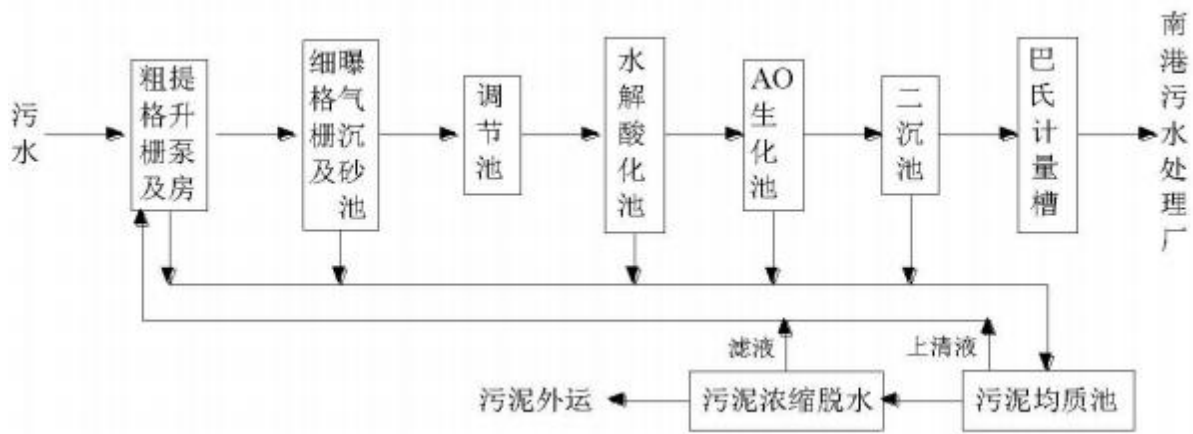 污水
粗格栅及提升泵房
细格栅及曝气沉砂池
调节池
水解酸化池
AO生化池
二沉池
巴氏计量槽
南港污水处理厂
滤液
上清液
污泥外运
污泥浓缩脱水
污泥均质池